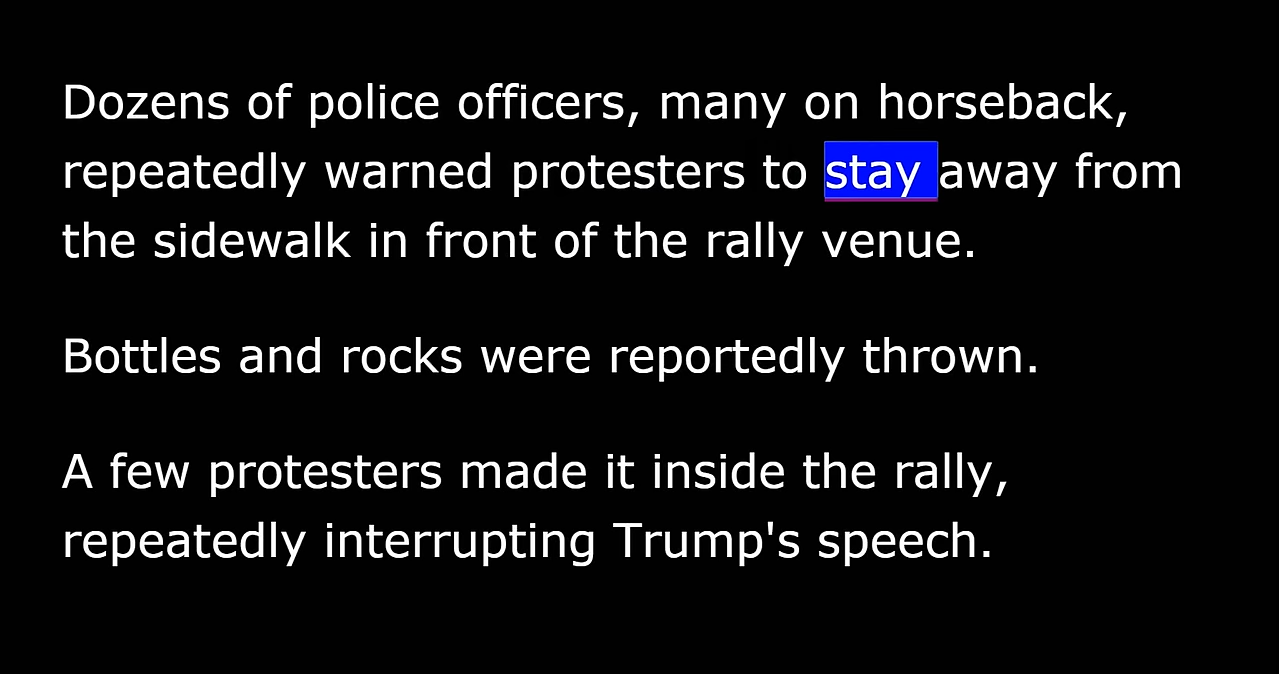 Dozens of police officers, many on horseback,
repeatedly warned protesters to stay away from
the sidewalk in front of the rally venue.
Bottles and rocks were reportedly thrown.
A few protesters made it inside the rally,
repeatedly interrupting Trump's speech.